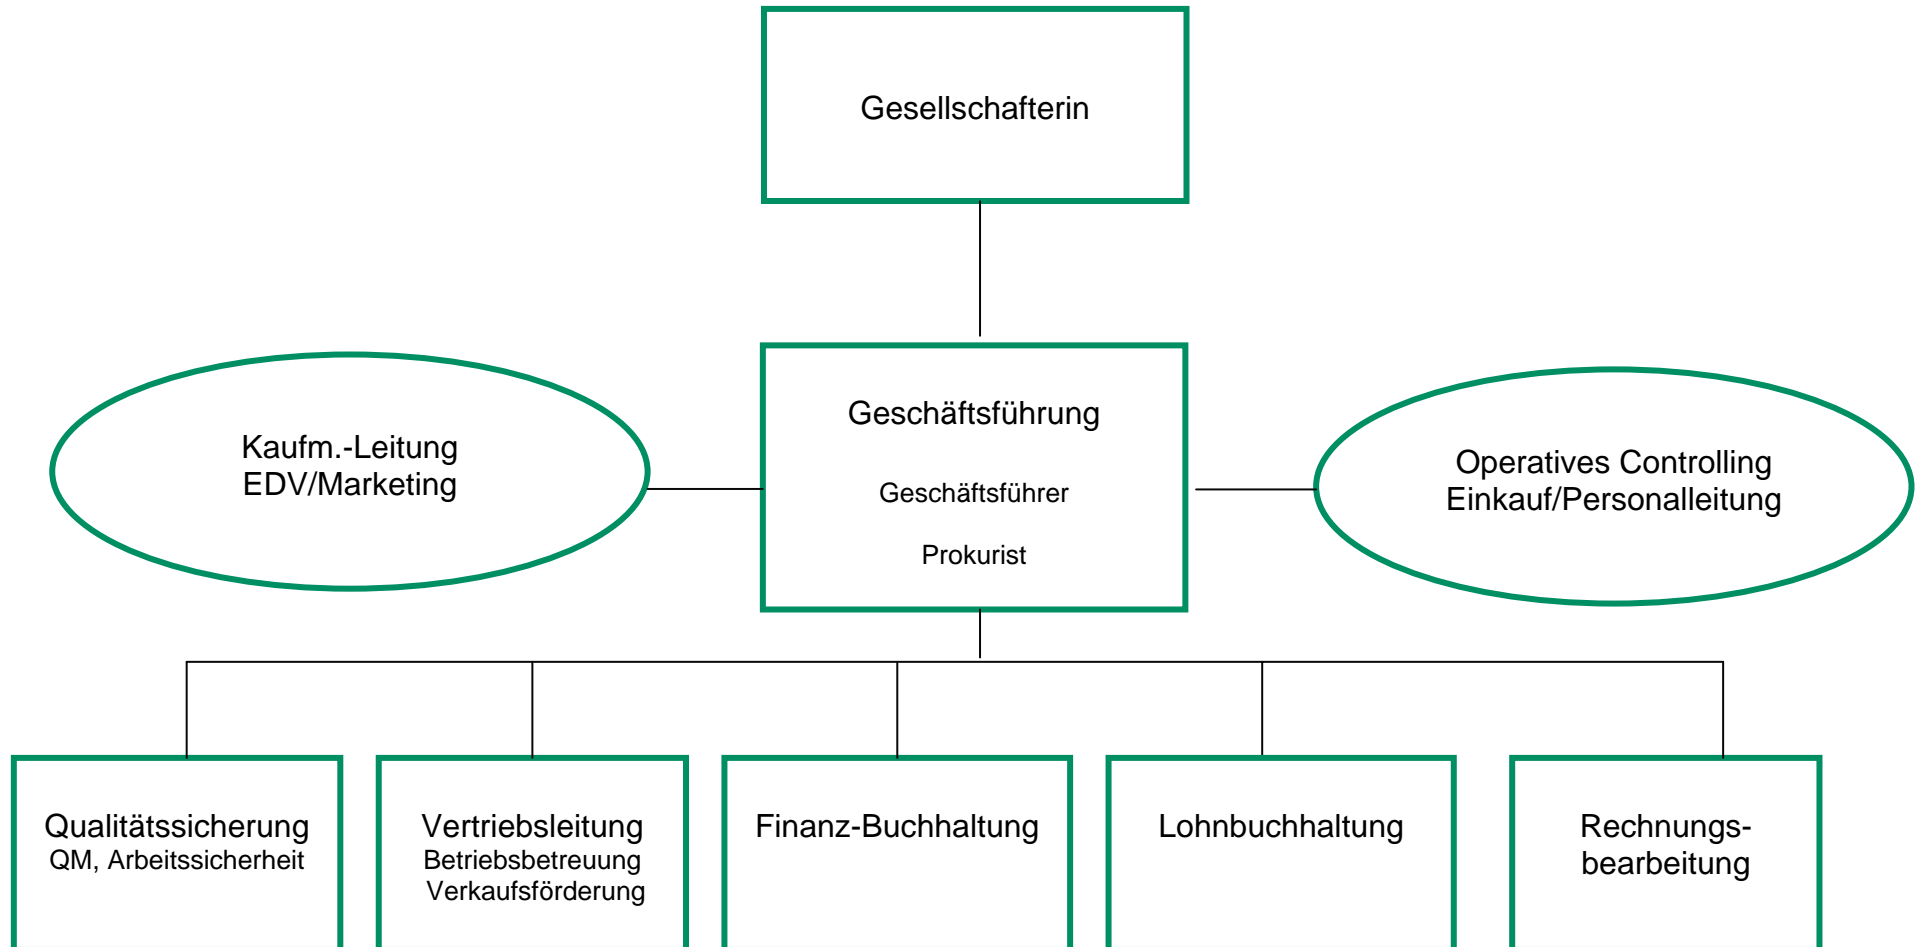 Gesellschafterin
Kaufm.-Leitung
EDV/Marketing
Geschäftsführung
Geschäftsführer
Prokurist
Operatives Controlling
Einkauf/Personalleitung
Qualitätssicherung
QM, Arbeitssicherheit
Vertriebsleitung
Betriebsbetreuung
Verkaufsförderung
Finanz-Buchhaltung
Lohnbuchhaltung
Rechnungs-
bearbeitung